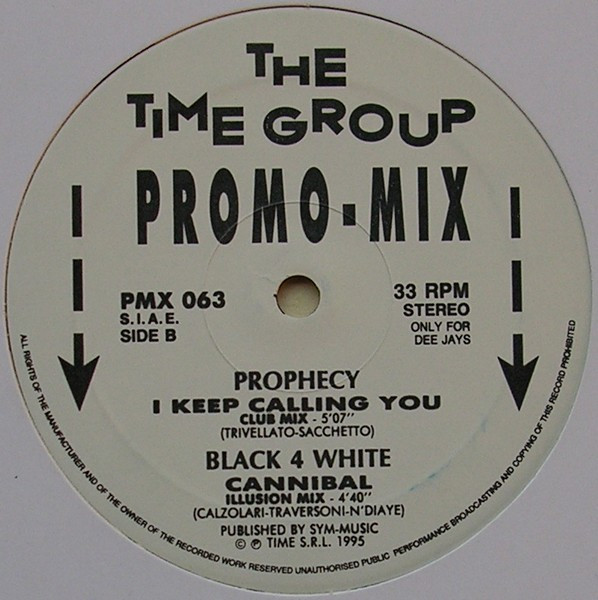 THE
TIME GROUP
PROMO-MIX
PMX 063
S.I.A.E.
SIDE B
33 RPM
STEREO
ONLY FOR
DEE JAYS
PROPHECY
I KEEP CALLING YOU
CLUB MIX - 5'07''
(TRIVELLATO-SACCHETTO)
BLACK 4 WHITE
CANNIBAL
ILLUSION MIX - 4'40''
(CALZOLARI-TRAVERSONI-N'DIAYE)
PUBLISHED BY SYM-MUSIC
© ℗ TIME S.R.L. 1995
ALL RIGHTS OF THE MANUFACTURER AND OF THE OWNER OF THE RECORDED WORK RESERVED UNAUTHORISED PUBLIC PERFORMANCE BROADCASTING AND COPYING OF THIS RECORD PROHIBITED